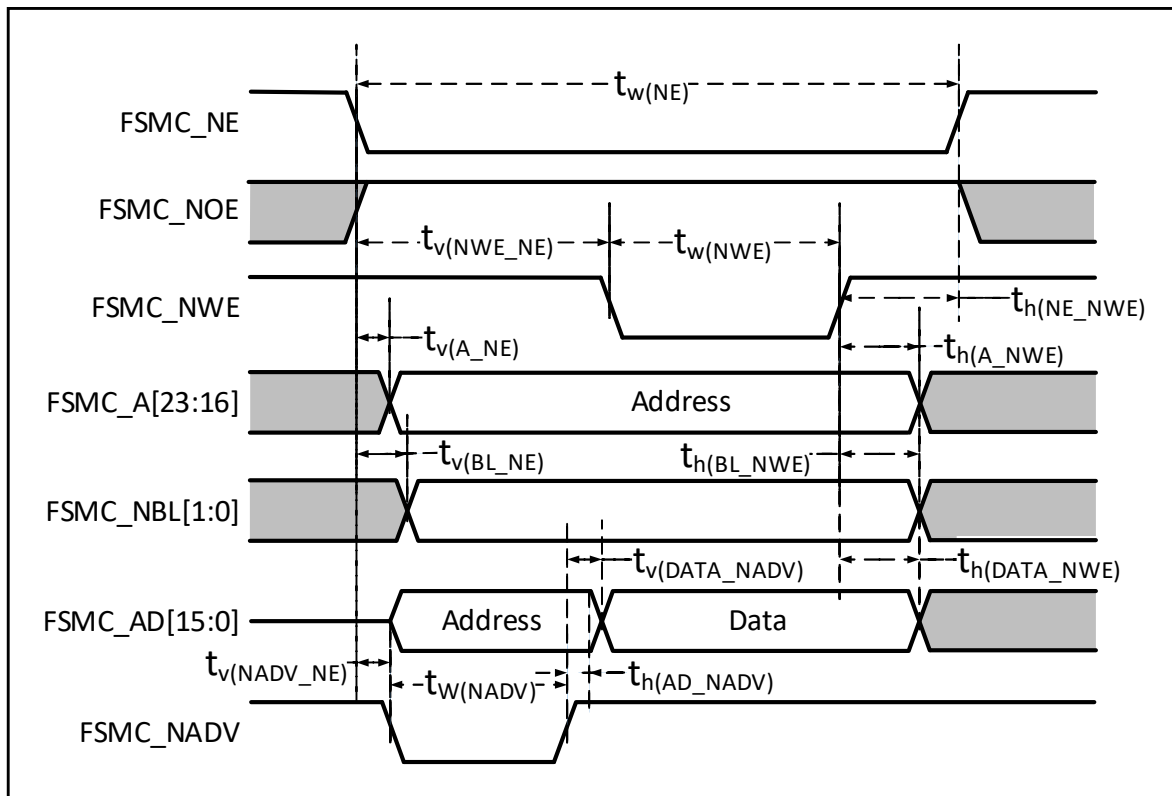 tw(NE)
FSMC_NE
FSMC_NOE
tv(NWE_NE)
tw(NWE)
FSMC_NWE
th(NE_NWE)
tv(A_NE)
th(A_NWE)
FSMC_A[23:16]
Address
tv(BL_NE)
th(BL_NWE)
FSMC_NBL[1:0]
tv(DATA_NADV)
th(DATA_NWE)
FSMC_AD[15:0]
Address
Data
tv(NADV_NE)
tW(NADV)
th(AD_NADV)
FSMC_NADV